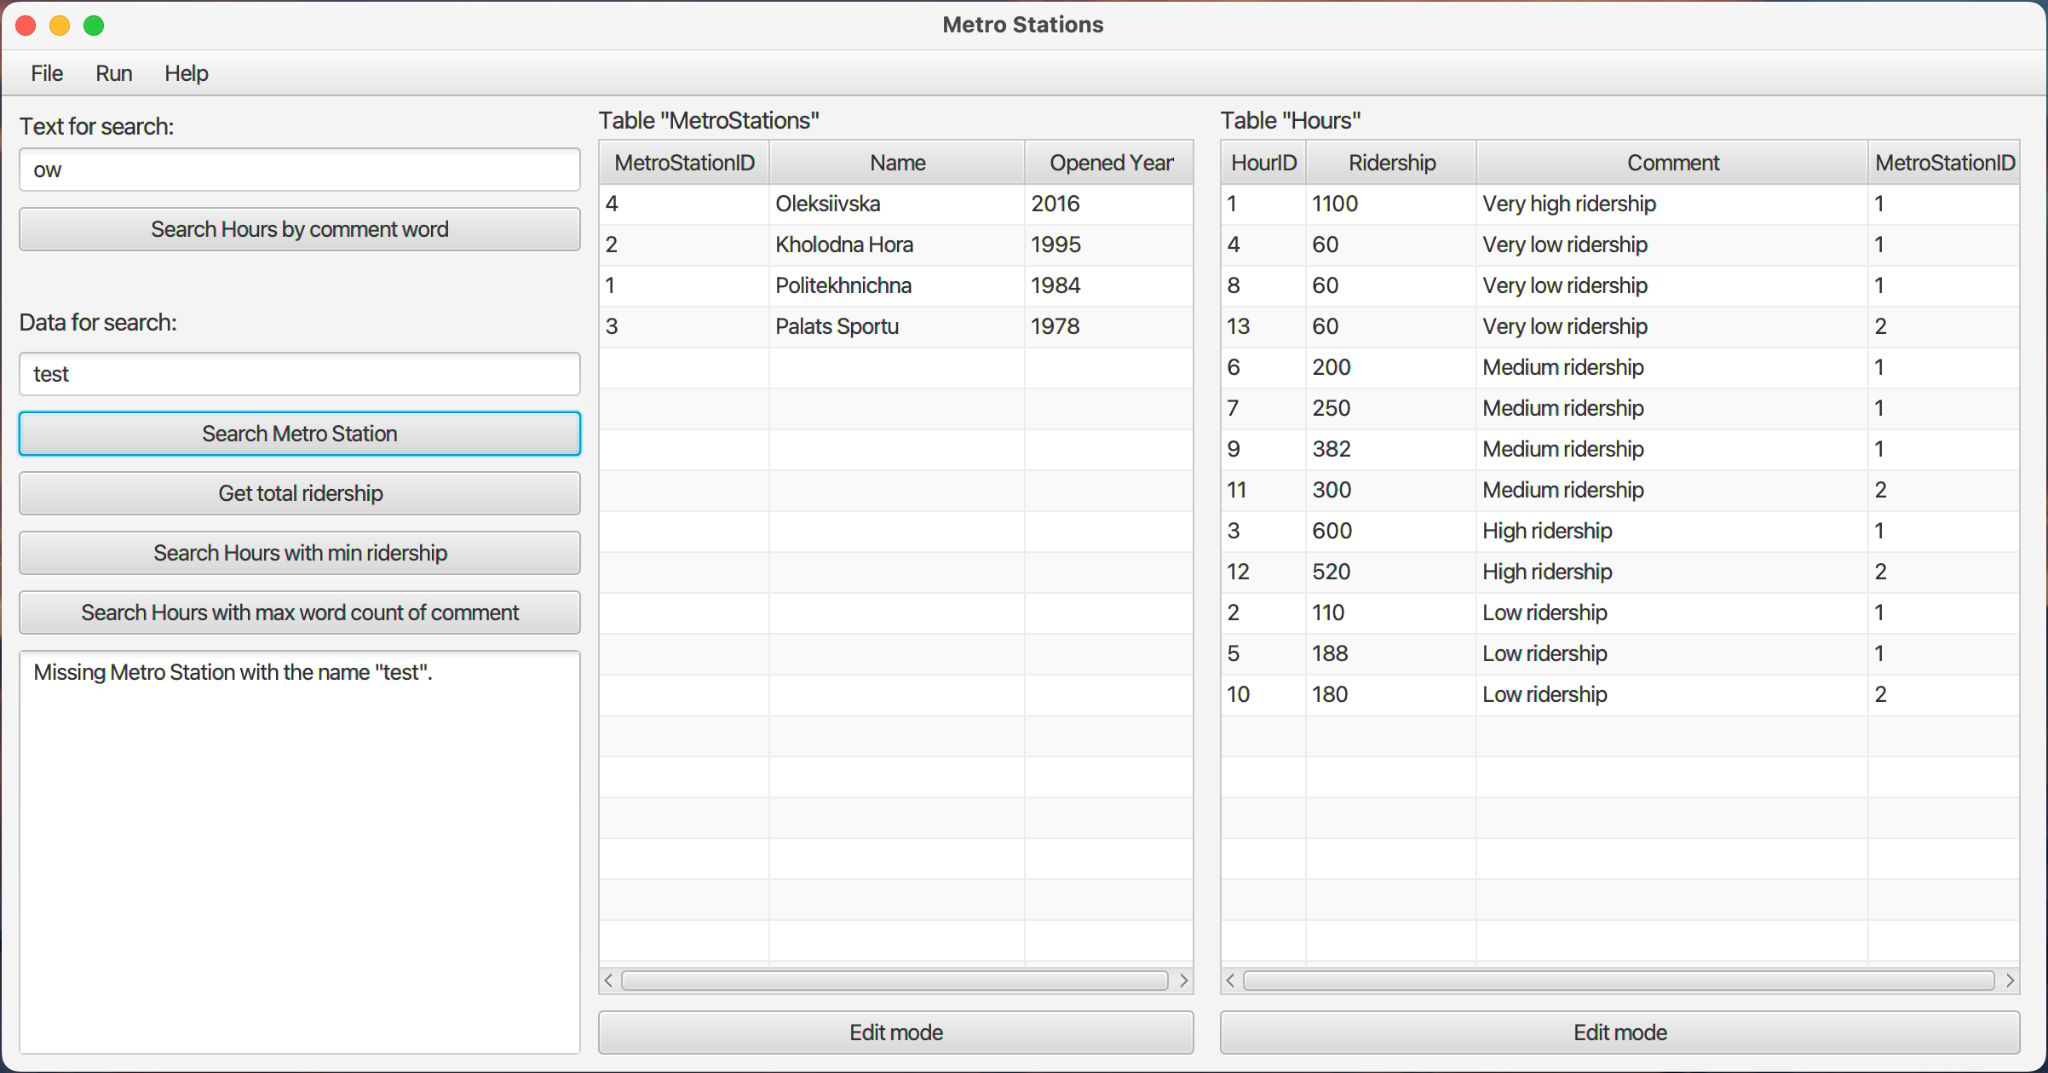 Metro Stations
File Run Help
Text for search:
ow
Search Hours by comment word
Data for search:
test
Search Metro Station
Get total ridership
Search Hours with min ridership
Search Hours with max word count of comment
Missing Metro Station with the name "test".
Table "MetroStations"
MetroStationID Name Opened Year
4 Oleksiivska 2016
2 Kholodna Hora 1995
1 Politekhnichna 1984
3 Palats Sportu 1978
Edit mode
Table "Hours"
HourID Ridership Comment MetroStationID
1 1100 Very high ridership 1
4 60 Very low ridership 1
8 60 Very low ridership 1
13 60 Very low ridership 2
6 200 Medium ridership 1
7 250 Medium ridership 1
9 382 Medium ridership 1
11 300 Medium ridership 2
3 600 High ridership 1
12 520 High ridership 2
2 110 Low ridership 1
5 188 Low ridership 1
10 180 Low ridership 2
Edit mode